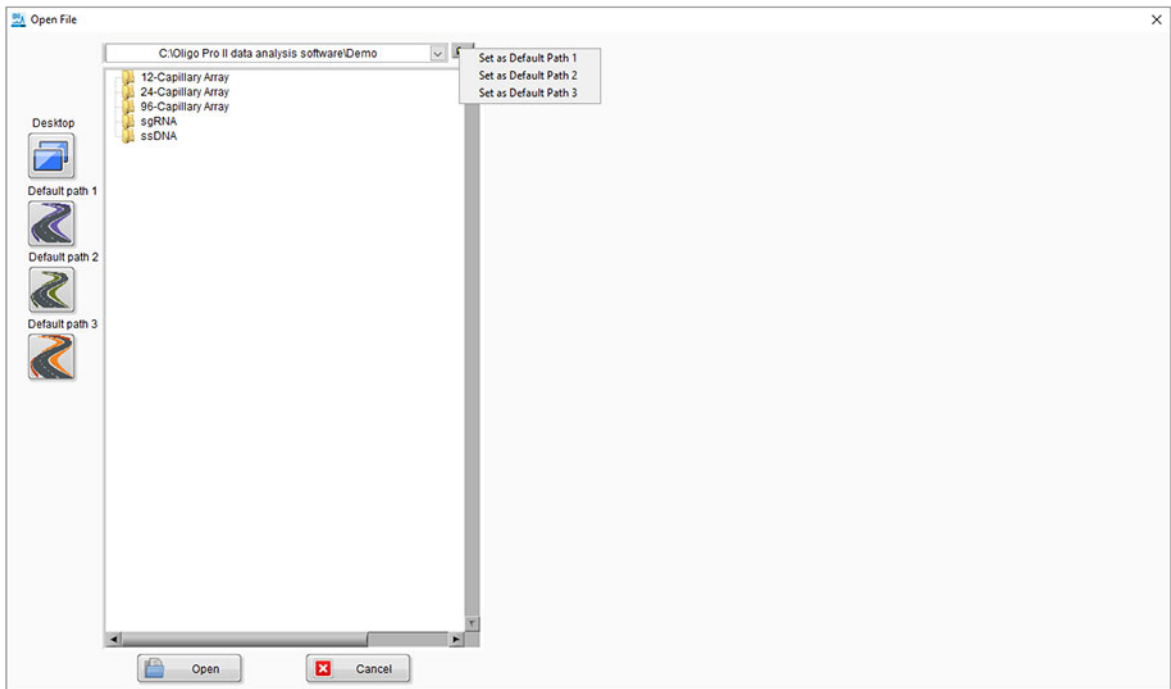 Open File
C:\Oligo Pro II data analysis software\Demo
Set as Default Path 1
Set as Default Path 2
Set as Default Path 3
12-Capillary Array
24-Capillary Array
96-Capillary Array
sgRNA
ssDNA
Desktop
Default path 1
Default path 2
Default path 3
Open
Cancel